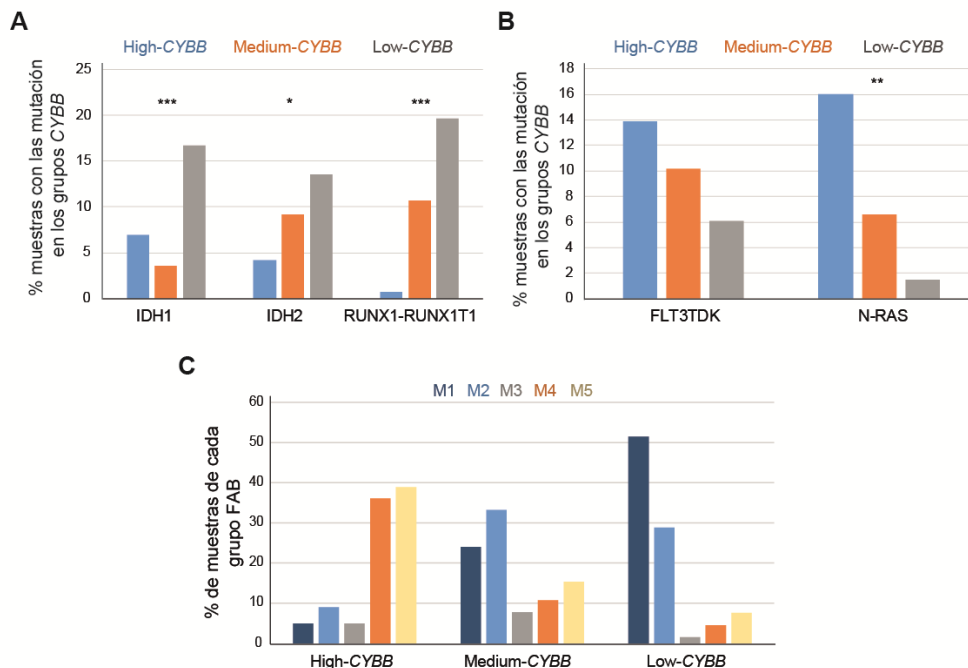 A
High-CYBB Medium-CYBB Low-CYBB
% muestras con las mutación
en los grupos CYBB
25
20
15
10
5
0
*** * ***
IDH1 IDH2 RUNX1-RUNX1T1
B
High-CYBB Medium-CYBB Low-CYBB
% muestras con las mutación
en los grupos CYBB
18
16
14
12
10
8
6
4
2
0
**
FLT3TDK N-RAS
C
M1 M2 M3 M4 M5
% de muestras de cada
grupo FAB
60
50
40
30
20
10
0
High-CYBB Medium-CYBB Low-CYBB